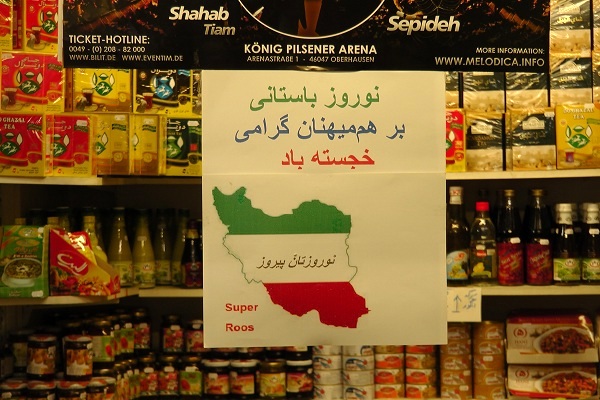 Shahab
Tiam
Sepideh
TICKET-HOTLINE:
0049 - (0) 208 - 82 000
WWW.BILIT.DE WWW.EVENTIM.DE
KÖNIG PILSENER ARENA
ARENASTRAßE 1 - 46047 OBERHAUSEN
MORE INFORMATION:
WWW.MELODICA.INFO
نوروز باستانی
بر هم‌میهنان گرامی
خجسته باد
نوروزتان پیروز
Super
Roos